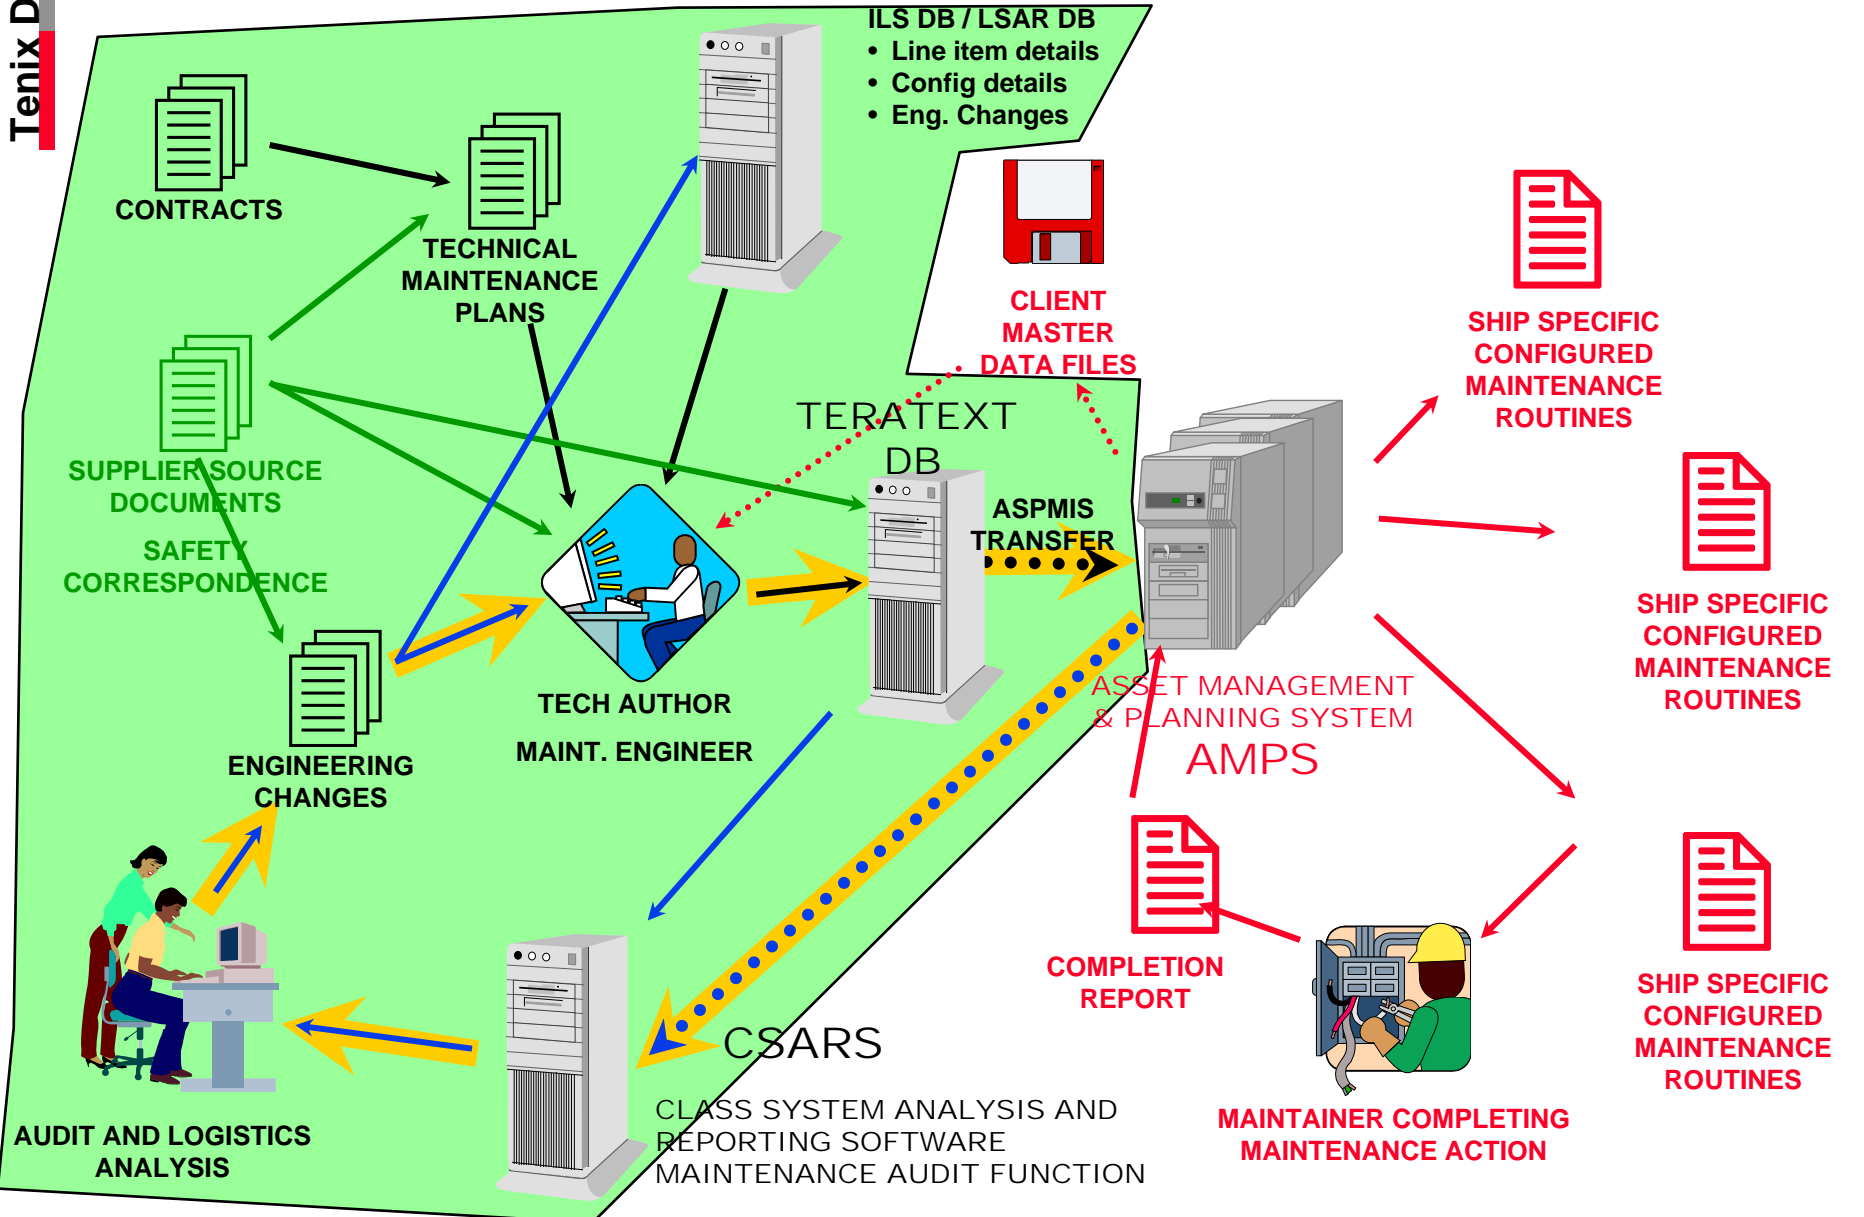 Tenix D
ILS DB / LSAR DB
• Line item details
• Config details
• Eng. Changes
CONTRACTS
TECHNICAL
MAINTENANCE
PLANS
CLIENT
MASTER
DATA FILES
SHIP SPECIFIC
CONFIGURED
MAINTENANCE
ROUTINES
TERATEXT
DB
SUPPLIER SOURCE
DOCUMENTS
SAFETY
CORRESPONDENCE
ASPMIS
TRANSFER
SHIP SPECIFIC
CONFIGURED
MAINTENANCE
ROUTINES
TECH AUTHOR
MAINT. ENGINEER
ASSET MANAGEMENT
& PLANNING SYSTEM
AMPS
ENGINEERING
CHANGES
COMPLETION
REPORT
SHIP SPECIFIC
CONFIGURED
MAINTENANCE
ROUTINES
CSARS
CLASS SYSTEM ANALYSIS AND
REPORTING SOFTWARE
MAINTENANCE AUDIT FUNCTION
MAINTAINER COMPLETING
MAINTENANCE ACTION
AUDIT AND LOGISTICS
ANALYSIS